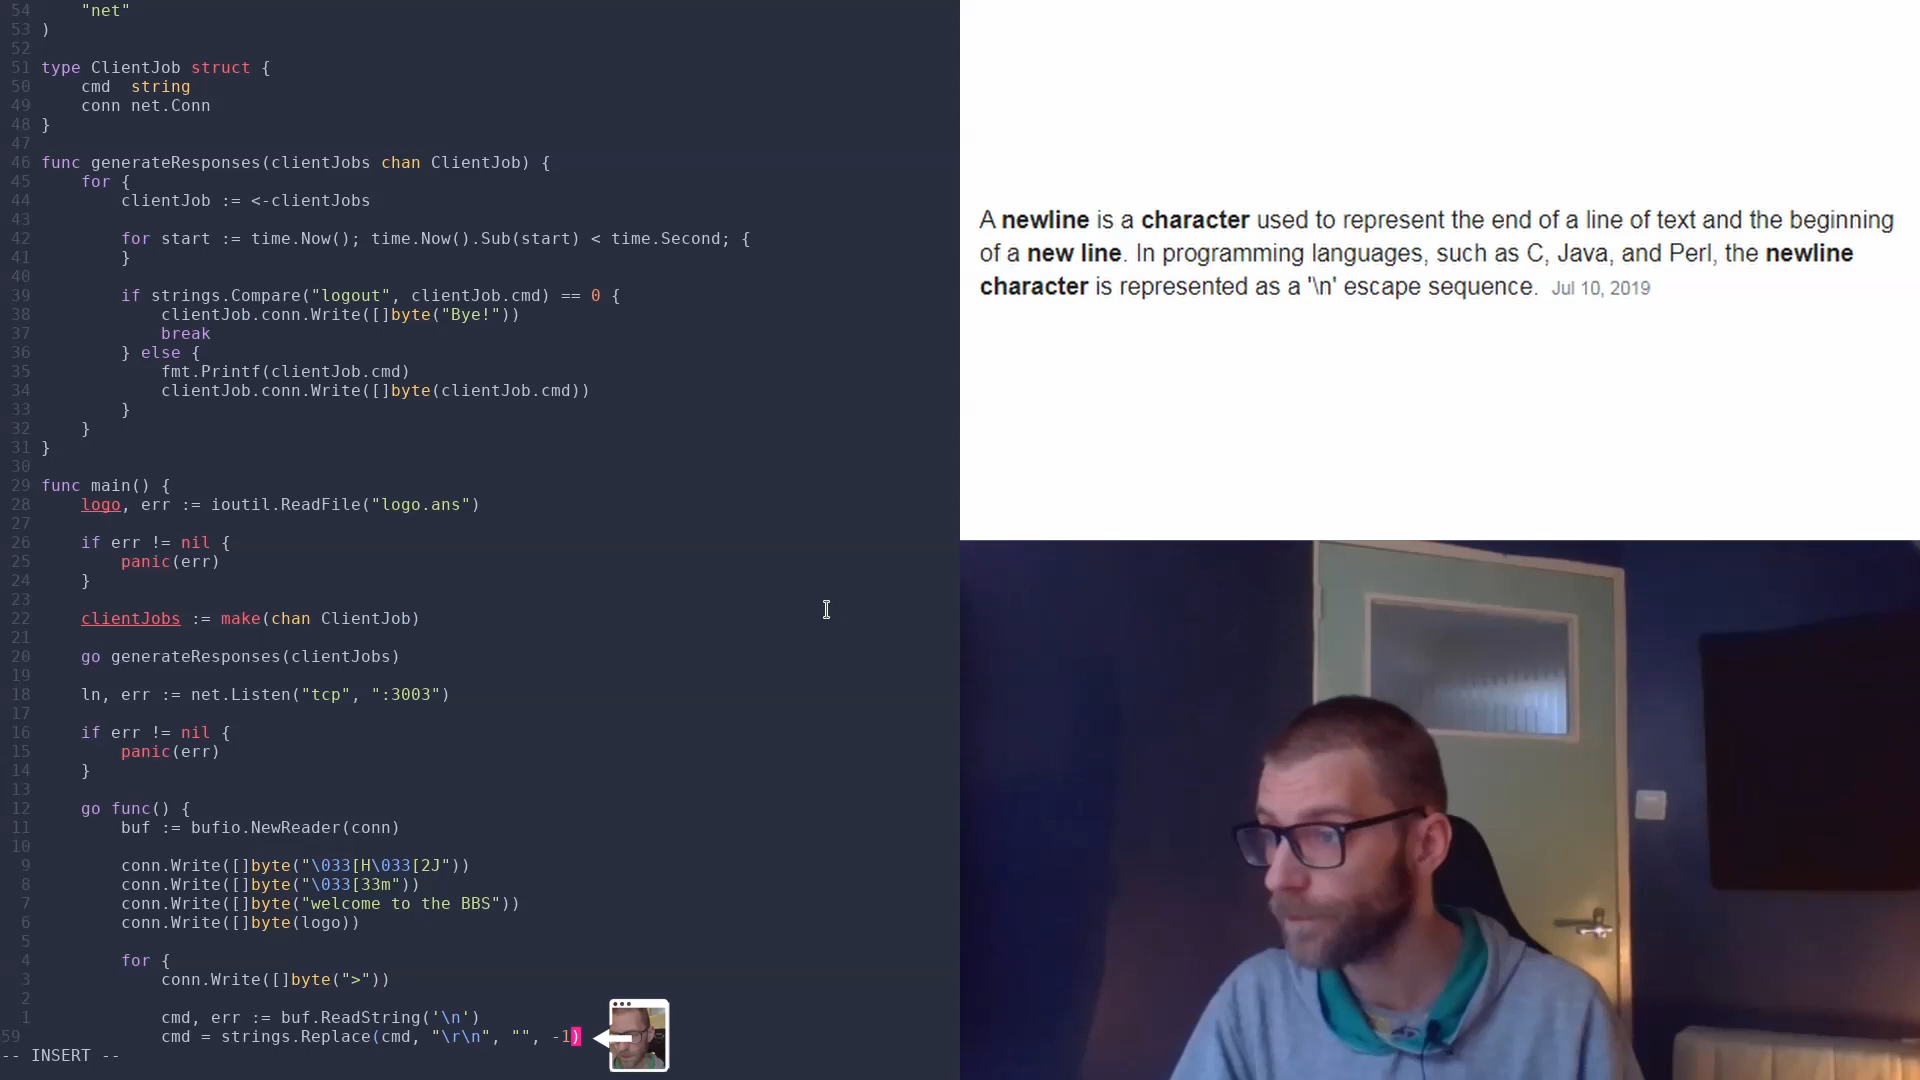 54 "net"
53 )
52
51 type ClientJob struct {
50 cmd string
49 conn net.Conn
48 }
47
46 func generateResponses(clientJobs chan ClientJob) {
45 for {
44 clientJob := <-clientJobs
43
42 for start := time.Now(); time.Now().Sub(start) < time.Second; {
41 }
40
39 if strings.Compare("logout", clientJob.cmd) == 0 {
38 clientJob.conn.Write([]byte("Bye!"))
37 break
36 } else {
35 fmt.Printf(clientJob.cmd)
34 clientJob.conn.Write([]byte(clientJob.cmd))
33 }
32 }
31 }
30
29 func main() {
28 logo, err := ioutil.ReadFile("logo.ans")
27
26 if err != nil {
25 panic(err)
24 }
23
22 clientJobs := make(chan ClientJob)
21
20 go generateResponses(clientJobs)
19
18 ln, err := net.Listen("tcp", ":3003")
17
16 if err != nil {
15 panic(err)
14 }
13
12 go func() {
11 buf := bufio.NewReader(conn)
10
9 conn.Write([]byte("\033[H\033[2J"))
8 conn.Write([]byte("\033[33m"))
7 conn.Write([]byte("welcome to the BBS"))
6 conn.Write([]byte(logo))
5
4 for {
3 conn.Write([]byte(">"))
2
1 cmd, err := buf.ReadString('\n')
59 cmd = strings.Replace(cmd, "\r\n", "", -1)
-- INSERT --
A newline is a character used to represent the end of a line of text and the beginning
of a new line. In programming languages, such as C, Java, and Perl, the newline
character is represented as a '\n' escape sequence. Jul 10, 2019